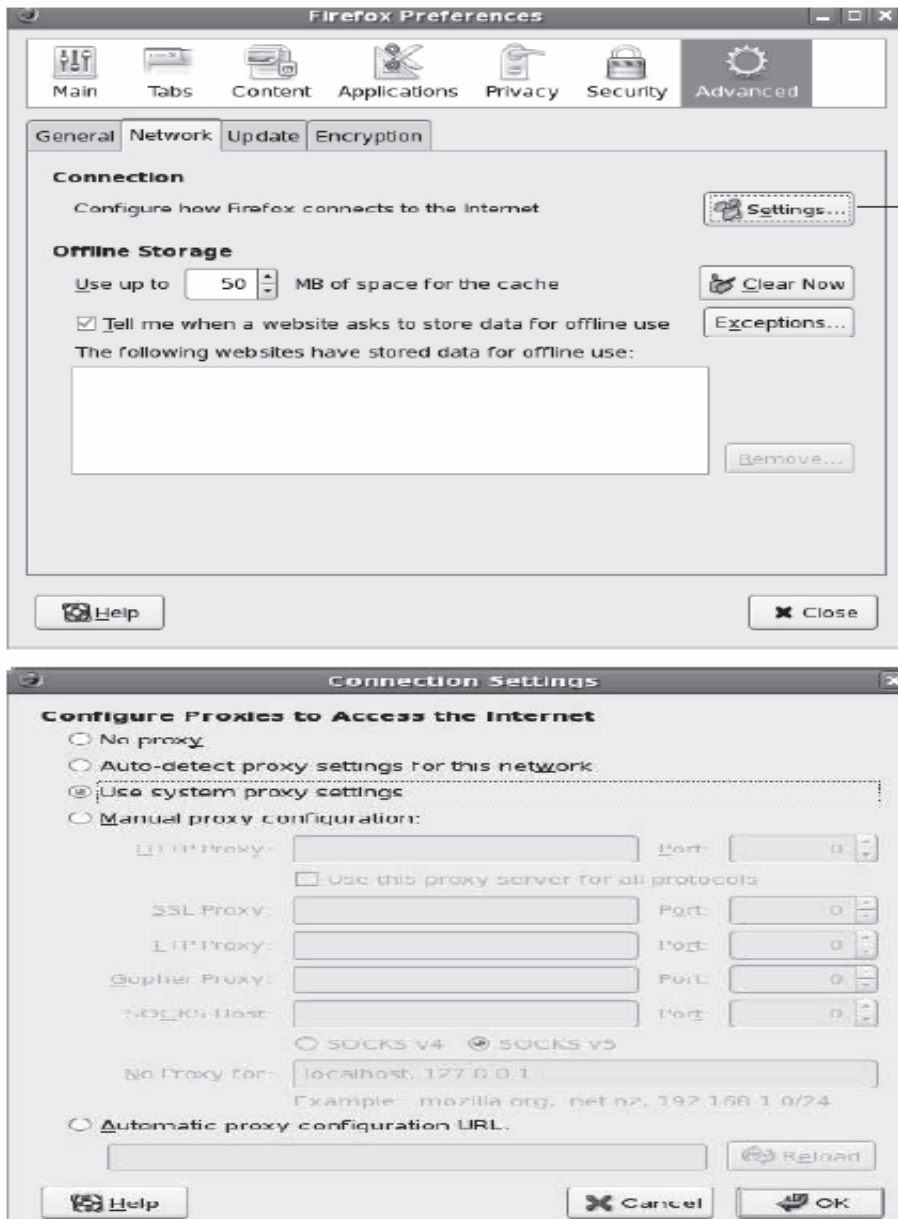 Firefox Preferences
Main Tabs Content Applications Privacy Security Advanced
General Network Update Encryption
Connection
Configure how Firefox connects to the Internet
Settings...
Offline Storage
Use up to 50 MB of space for the cache
Clear Now
Tell me when a website asks to store data for offline use
Exceptions...
The following websites have stored data for offline use:
Remove...
Help
Close
Connection Settings
Configure Proxies to Access the Internet
No proxy
Auto-detect proxy settings for this network
Use system proxy settings
Manual proxy configuration:
HTTP Proxy: Port: 0
Use this proxy server for all protocols
SSL Proxy: Port: 0
FTP Proxy: Port: 0
Gopher Proxy: Port: 0
SOCKS Host: Port: 0
SOCKS v4 SOCKS v5
No Proxy for: localhost, 127.0.0.1
Example: .mozilla.org, .net.nz, 192.168.1.0/24
Automatic proxy configuration URL:
Reload
Help
Cancel
OK